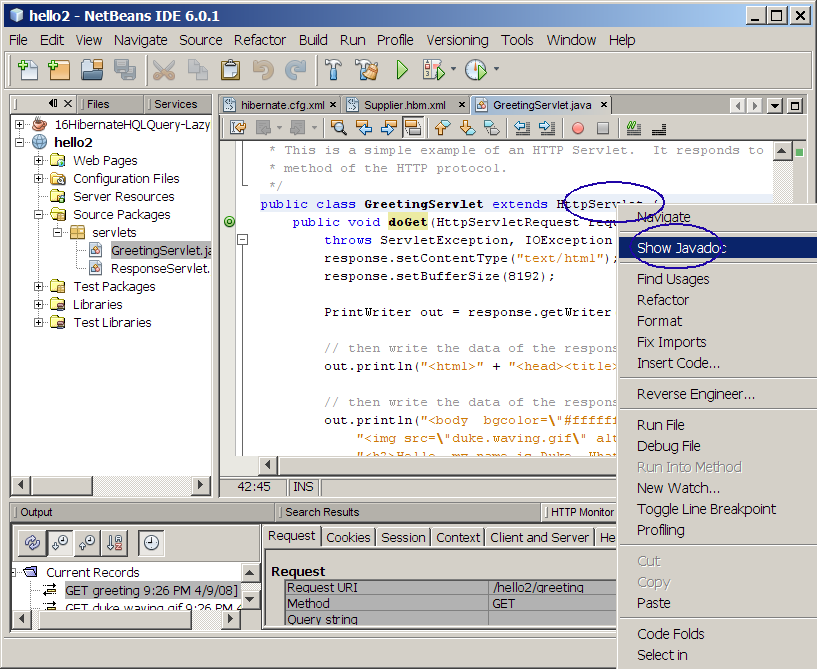 hello2 - NetBeans IDE 6.0.1
File Edit View Navigate Source Refactor Build Run Profile Versioning Tools Window Help
Files Services
hibernate.cfg.xml Supplier.hbm.xml GreetingServlet.java
16HibernateHQLQuery-Lazy
hello2
Web Pages
Configuration Files
Server Resources
Source Packages
servlets
GreetingServlet.ja
ResponseServlet.
Test Packages
Libraries
Test Libraries
* This is a simple example of an HTTP Servlet. It responds to
* method of the HTTP protocol.
*/
public class GreetingServlet extends HttpServlet {
public void doGet(HttpServletRequest requ
throws ServletException, IOException
response.setContentType("text/html");
response.setBufferSize(8192);
PrintWriter out = response.getWriter
// then write the data of the respons
out.println("<html>" + "<head><title>
// then write the data of the respons
out.println("<body  bgcolor=\"#ffffff
"<img src=\"duke.waving.gif\" alt
"<h2>Hello, my name is Duke. What
42:45 INS
Navigate
Show Javadoc
Find Usages
Refactor
Format
Fix Imports
Insert Code...
Reverse Engineer...
Run File
Debug File
Run Into Method
New Watch...
Toggle Line Breakpoint
Profiling
Cut
Copy
Paste
Code Folds
Select in
Output Search Results HTTP Monitor
Current Records
GET greeting 9:26 PM 4/9/08]
GET duke.waving.gif 9:26 PM 4/
Request Cookies Session Context Client and Server He
Request
Request URI /hello2/greeting
Method GET
Query string